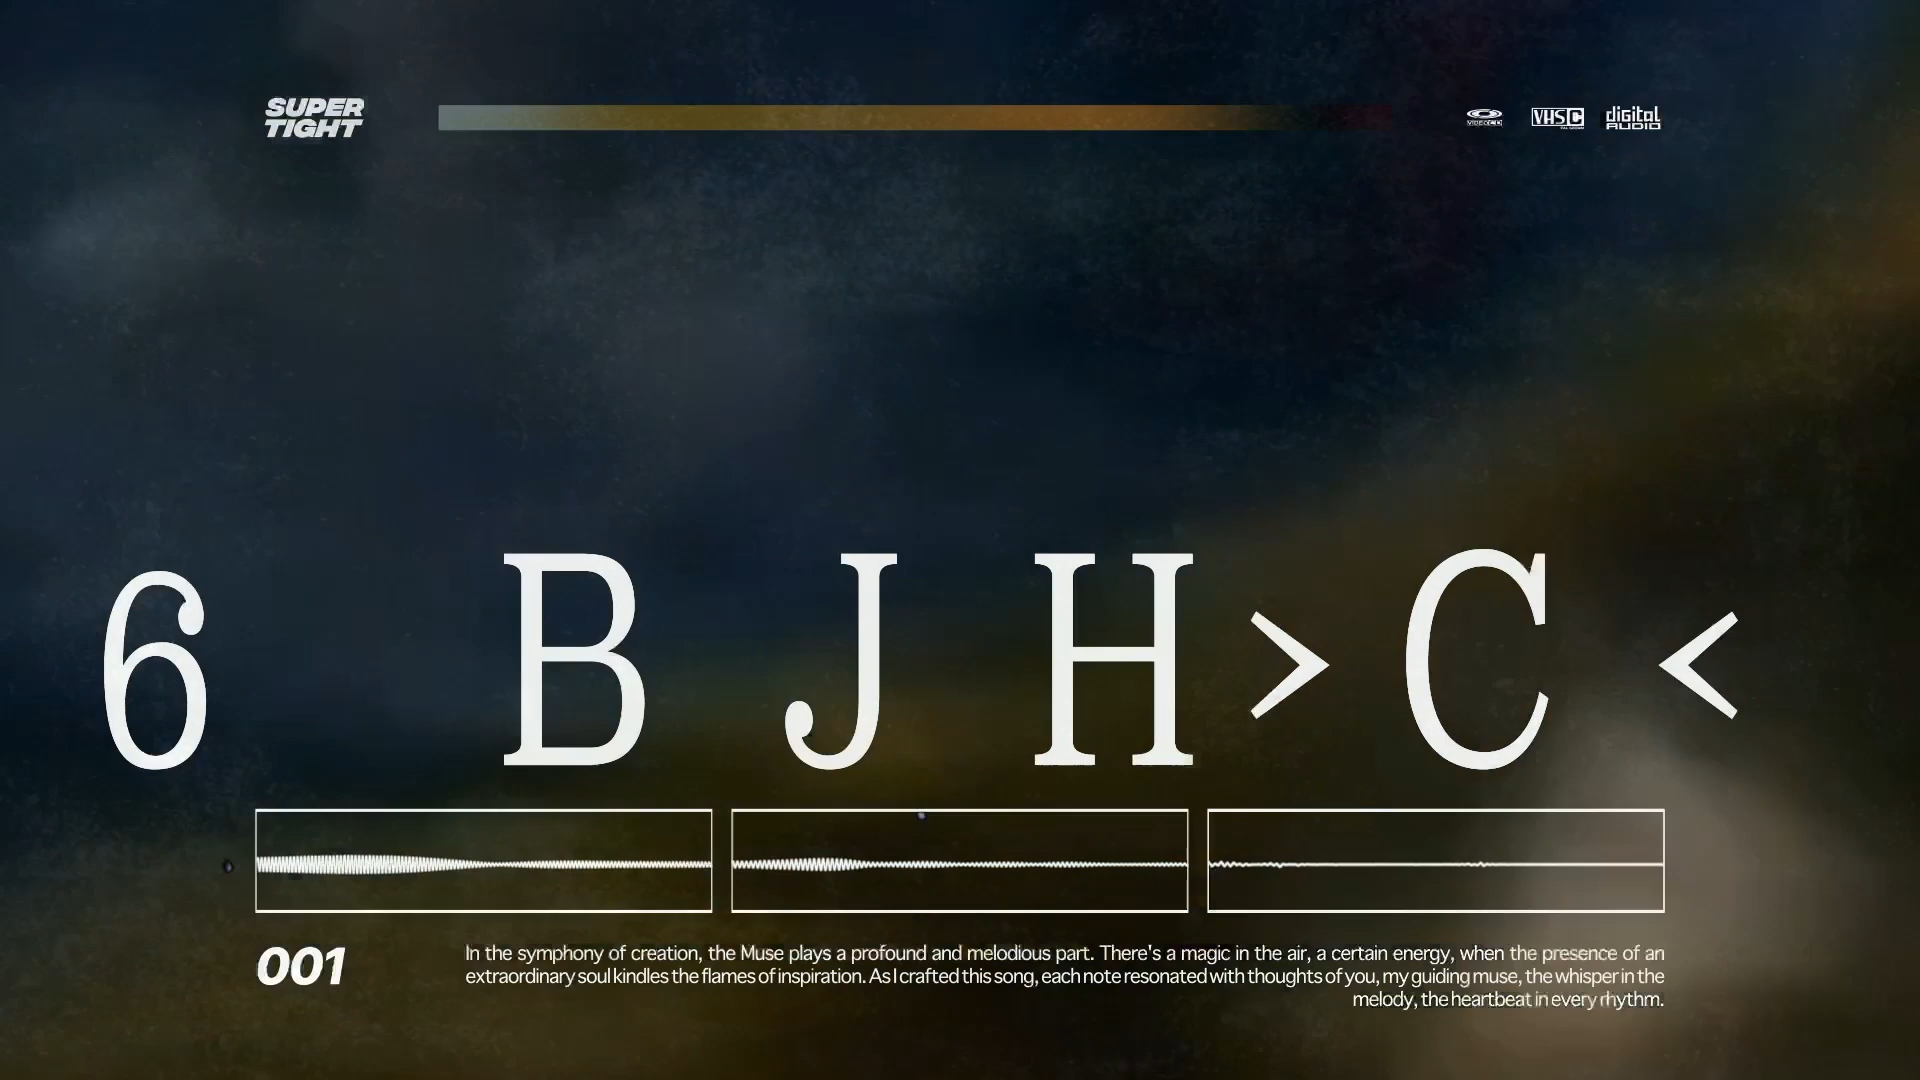 SUPER
TIGHT
VIDEO CD
VHS C
digital
AUDIO
6 B J H > C <
001
In the symphony of creation, the Muse plays a profound and melodious part. There's a magic in the air, a certain energy, when the presence of an
extraordinary soul kindles the flames of inspiration. As I crafted this song, each note resonated with thoughts of you, my guiding muse, the whisper in the
melody, the heartbeat in every rhythm.